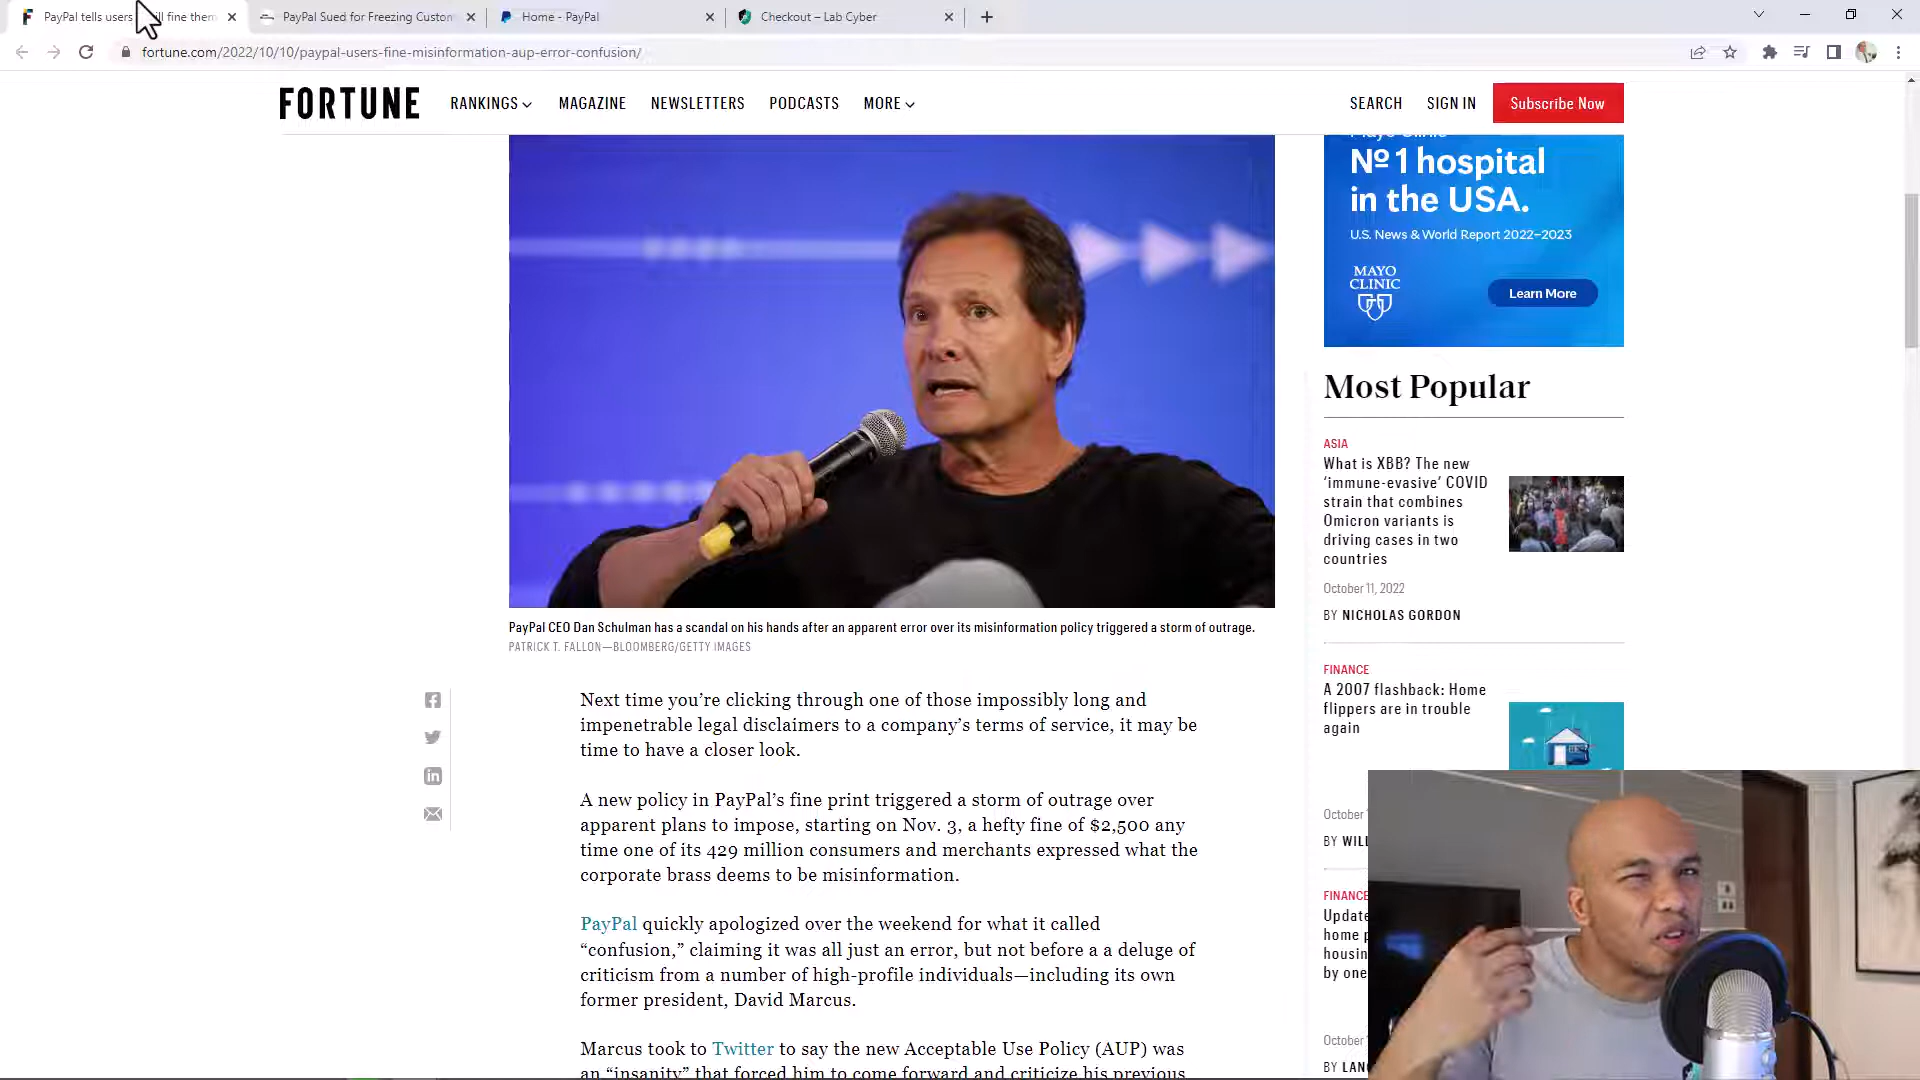 PayPal tells users
ill fine them
PayPal Sued for Freezing Custom
Home - PayPal
Checkout – Lab Cyber
fortune.com/2022/10/10/paypal-users-fine-misinformation-aup-error-confusion/
FORTUNE
RANKINGS
MAGAZINE
NEWSLETTERS
PODCASTS
MORE
SEARCH
SIGN IN
Subscribe Now
Mayo Clinic
Nº1 hospital
in the USA.
U.S. News & World Report 2022–2023
MAYO
CLINIC
Learn More
PayPal CEO Dan Schulman has a scandal on his hands after an apparent error over its misinformation policy triggered a storm of outrage.
PATRICK T. FALLON—BLOOMBERG/GETTY IMAGES
Next time you’re clicking through one of those impossibly long and
impenetrable legal disclaimers to a company’s terms of service, it may be
time to have a closer look.
A new policy in PayPal’s fine print triggered a storm of outrage over
apparent plans to impose, starting on Nov. 3, a hefty fine of $2,500 any
time one of its 429 million consumers and merchants expressed what the
corporate brass deems to be misinformation.
PayPal quickly apologized over the weekend for what it called
“confusion,” claiming it was all just an error, but not before a a deluge of
criticism from a number of high-profile individuals—including its own
former president, David Marcus.
Marcus took to Twitter to say the new Acceptable Use Policy (AUP) was
an “insanity” that forced him to come forward and criticize his previous
Most Popular
ASIA
What is XBB? The new
‘immune-evasive’ COVID
strain that combines
Omicron variants is
driving cases in two
countries
October 11, 2022
BY NICHOLAS GORDON
FINANCE
A 2007 flashback: Home
flippers are in trouble
again
October 1
BY WILL
FINANCE
Update
home p
housin
by one
October 1
BY LAN